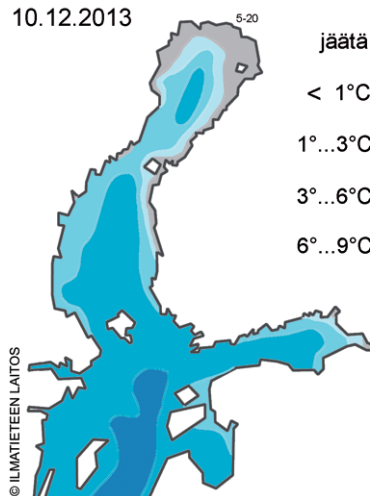 10.12.2013
5-20
jäätä
< 1°C
1°...3°C
3°...6°C
6°...9°C
© ILMATIETEEN LAITOS